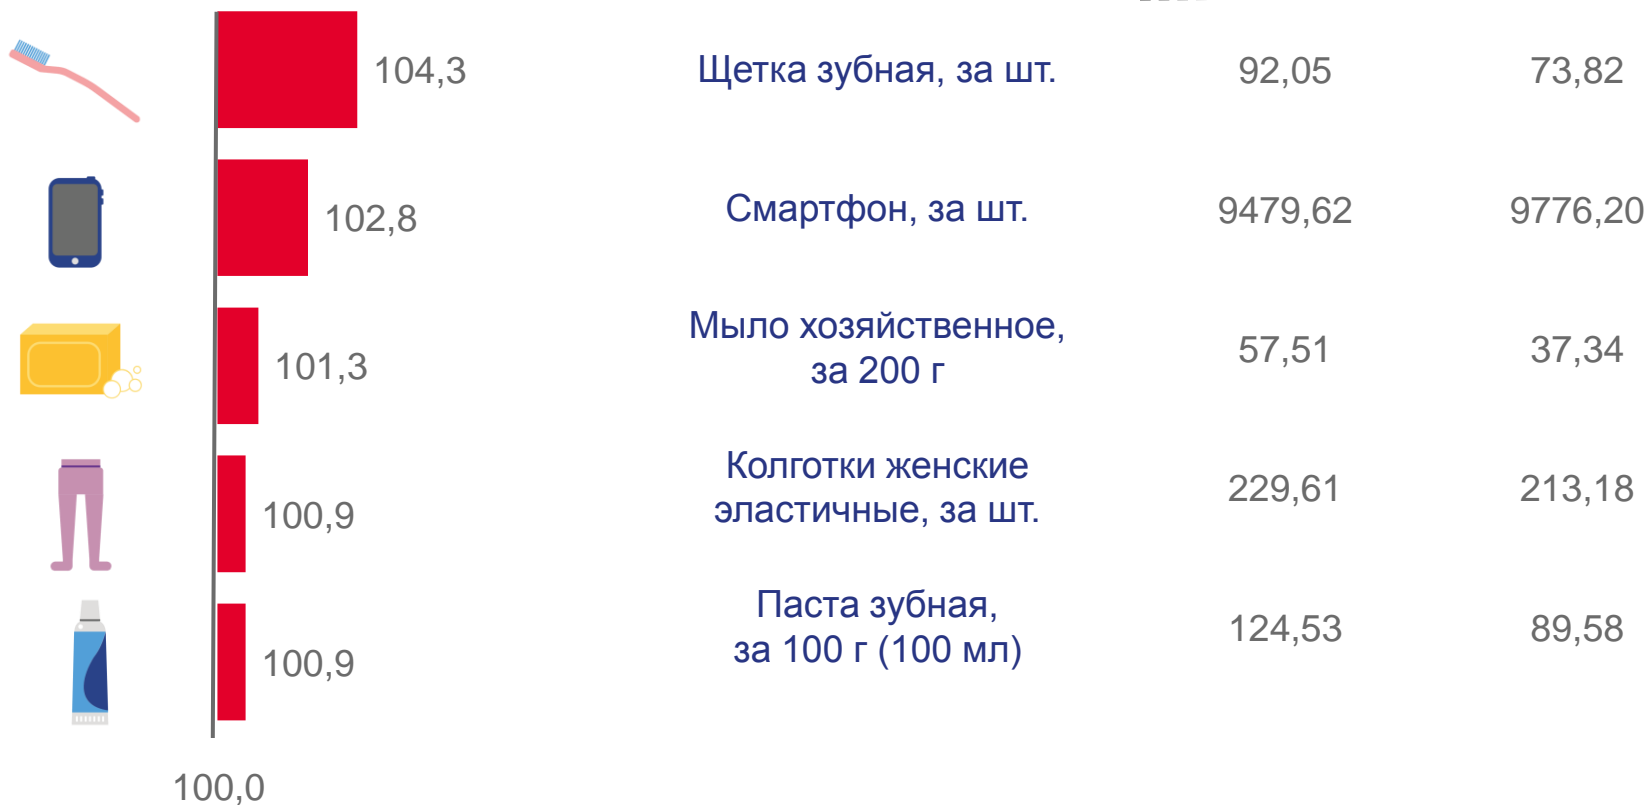 104,3
Щетка зубная, за шт.
92,05
73,82
102,8
Смартфон, за шт.
9479,62
9776,20
101,3
Мыло хозяйственное,
за 200 г
57,51
37,34
100,9
Колготки женские
эластичные, за шт.
229,61
213,18
100,9
Паста зубная,
за 100 г (100 мл)
124,53
89,58
100,0